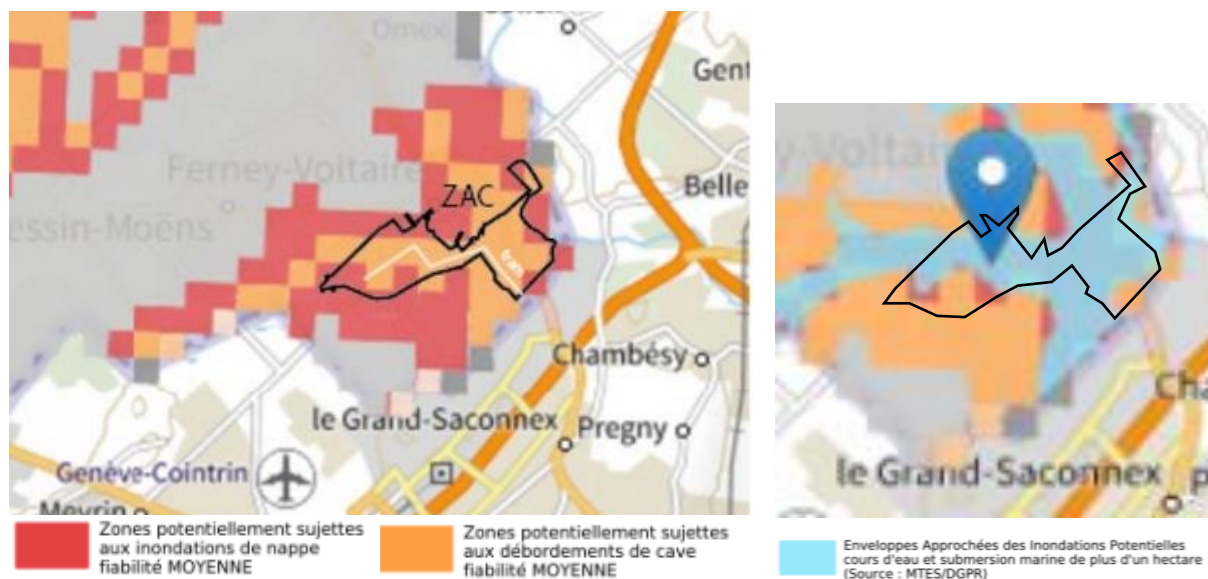 Ornex
Gent
Ferney-Voltaire
Belle
ZAC
essin-Moëns
tram
Chambésy
le Grand-Saconnex
Pregny
Genève-Cointrin
Meyrin
Zones potentiellement sujettes
aux inondations de nappe
fiabilité MOYENNE
Zones potentiellement sujettes
aux débordements de cave
fiabilité MOYENNE
y-Voltaire
Cha
le Grand-Saconnex
P
Enveloppes Approchées des Inondations Potentielles
cours d'eau et submersion marine de plus d'un hectare
(Source : MTES/DGPR)